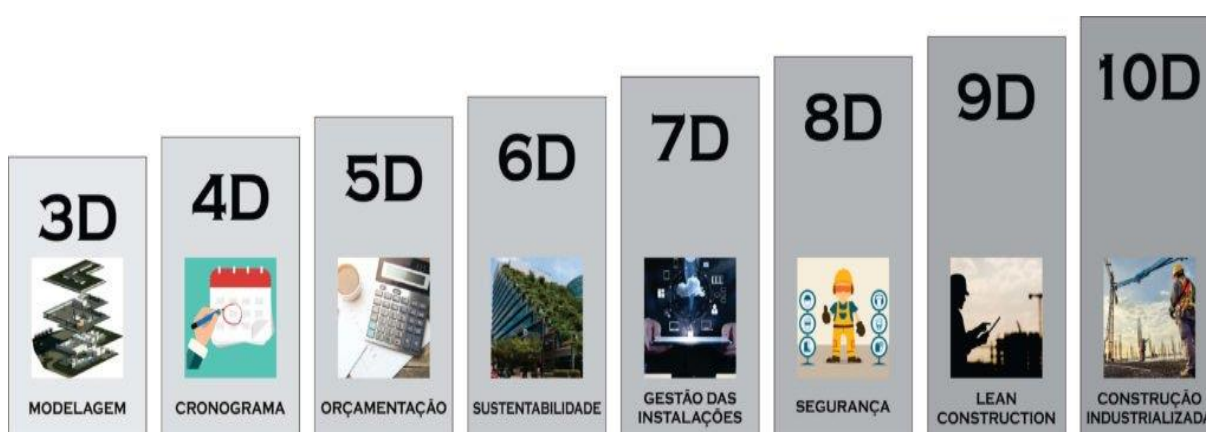 3D
MODELAGEM
4D
CRONOGRAMA
5D
ORÇAMENTAÇÃO
6D
SUSTENTABILIDADE
7D
GESTÃO DAS
INSTALAÇÕES
8D
SEGURANÇA
9D
LEAN
CONSTRUCTION
10D
CONSTRUÇÃO
INDUSTRIALIZADA